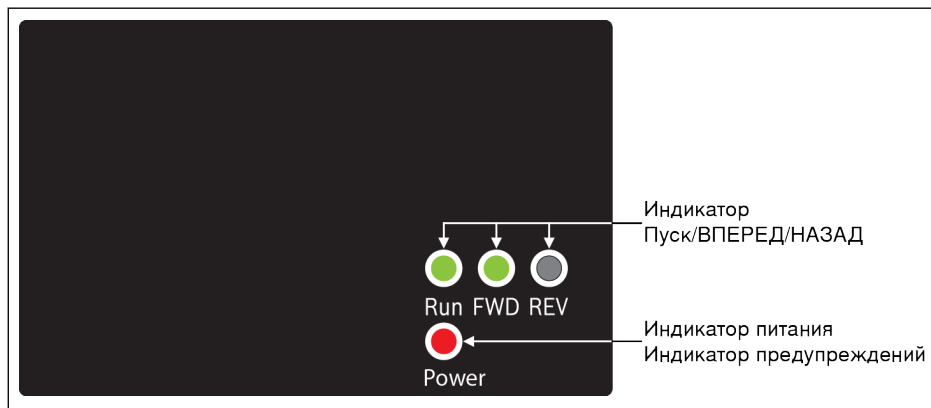 Индикатор
Пуск/ВПЕРЕД/НАЗАД
Run FWD REV
Индикатор питания
Индикатор предупреждений
Power